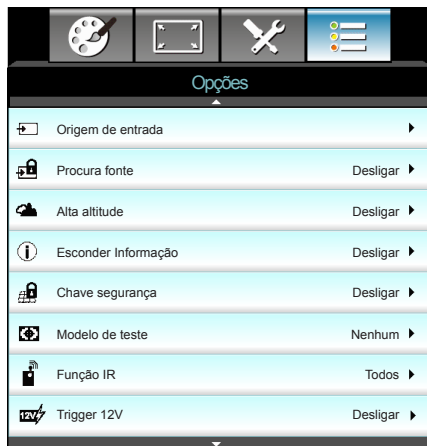 Opções
Origem de entrada
Procura fonte Desligar
Alta altitude Desligar
Esconder Informação Desligar
Chave segurança Desligar
Modelo de teste Nenhum
Função IR Todos
12V Trigger 12V Desligar